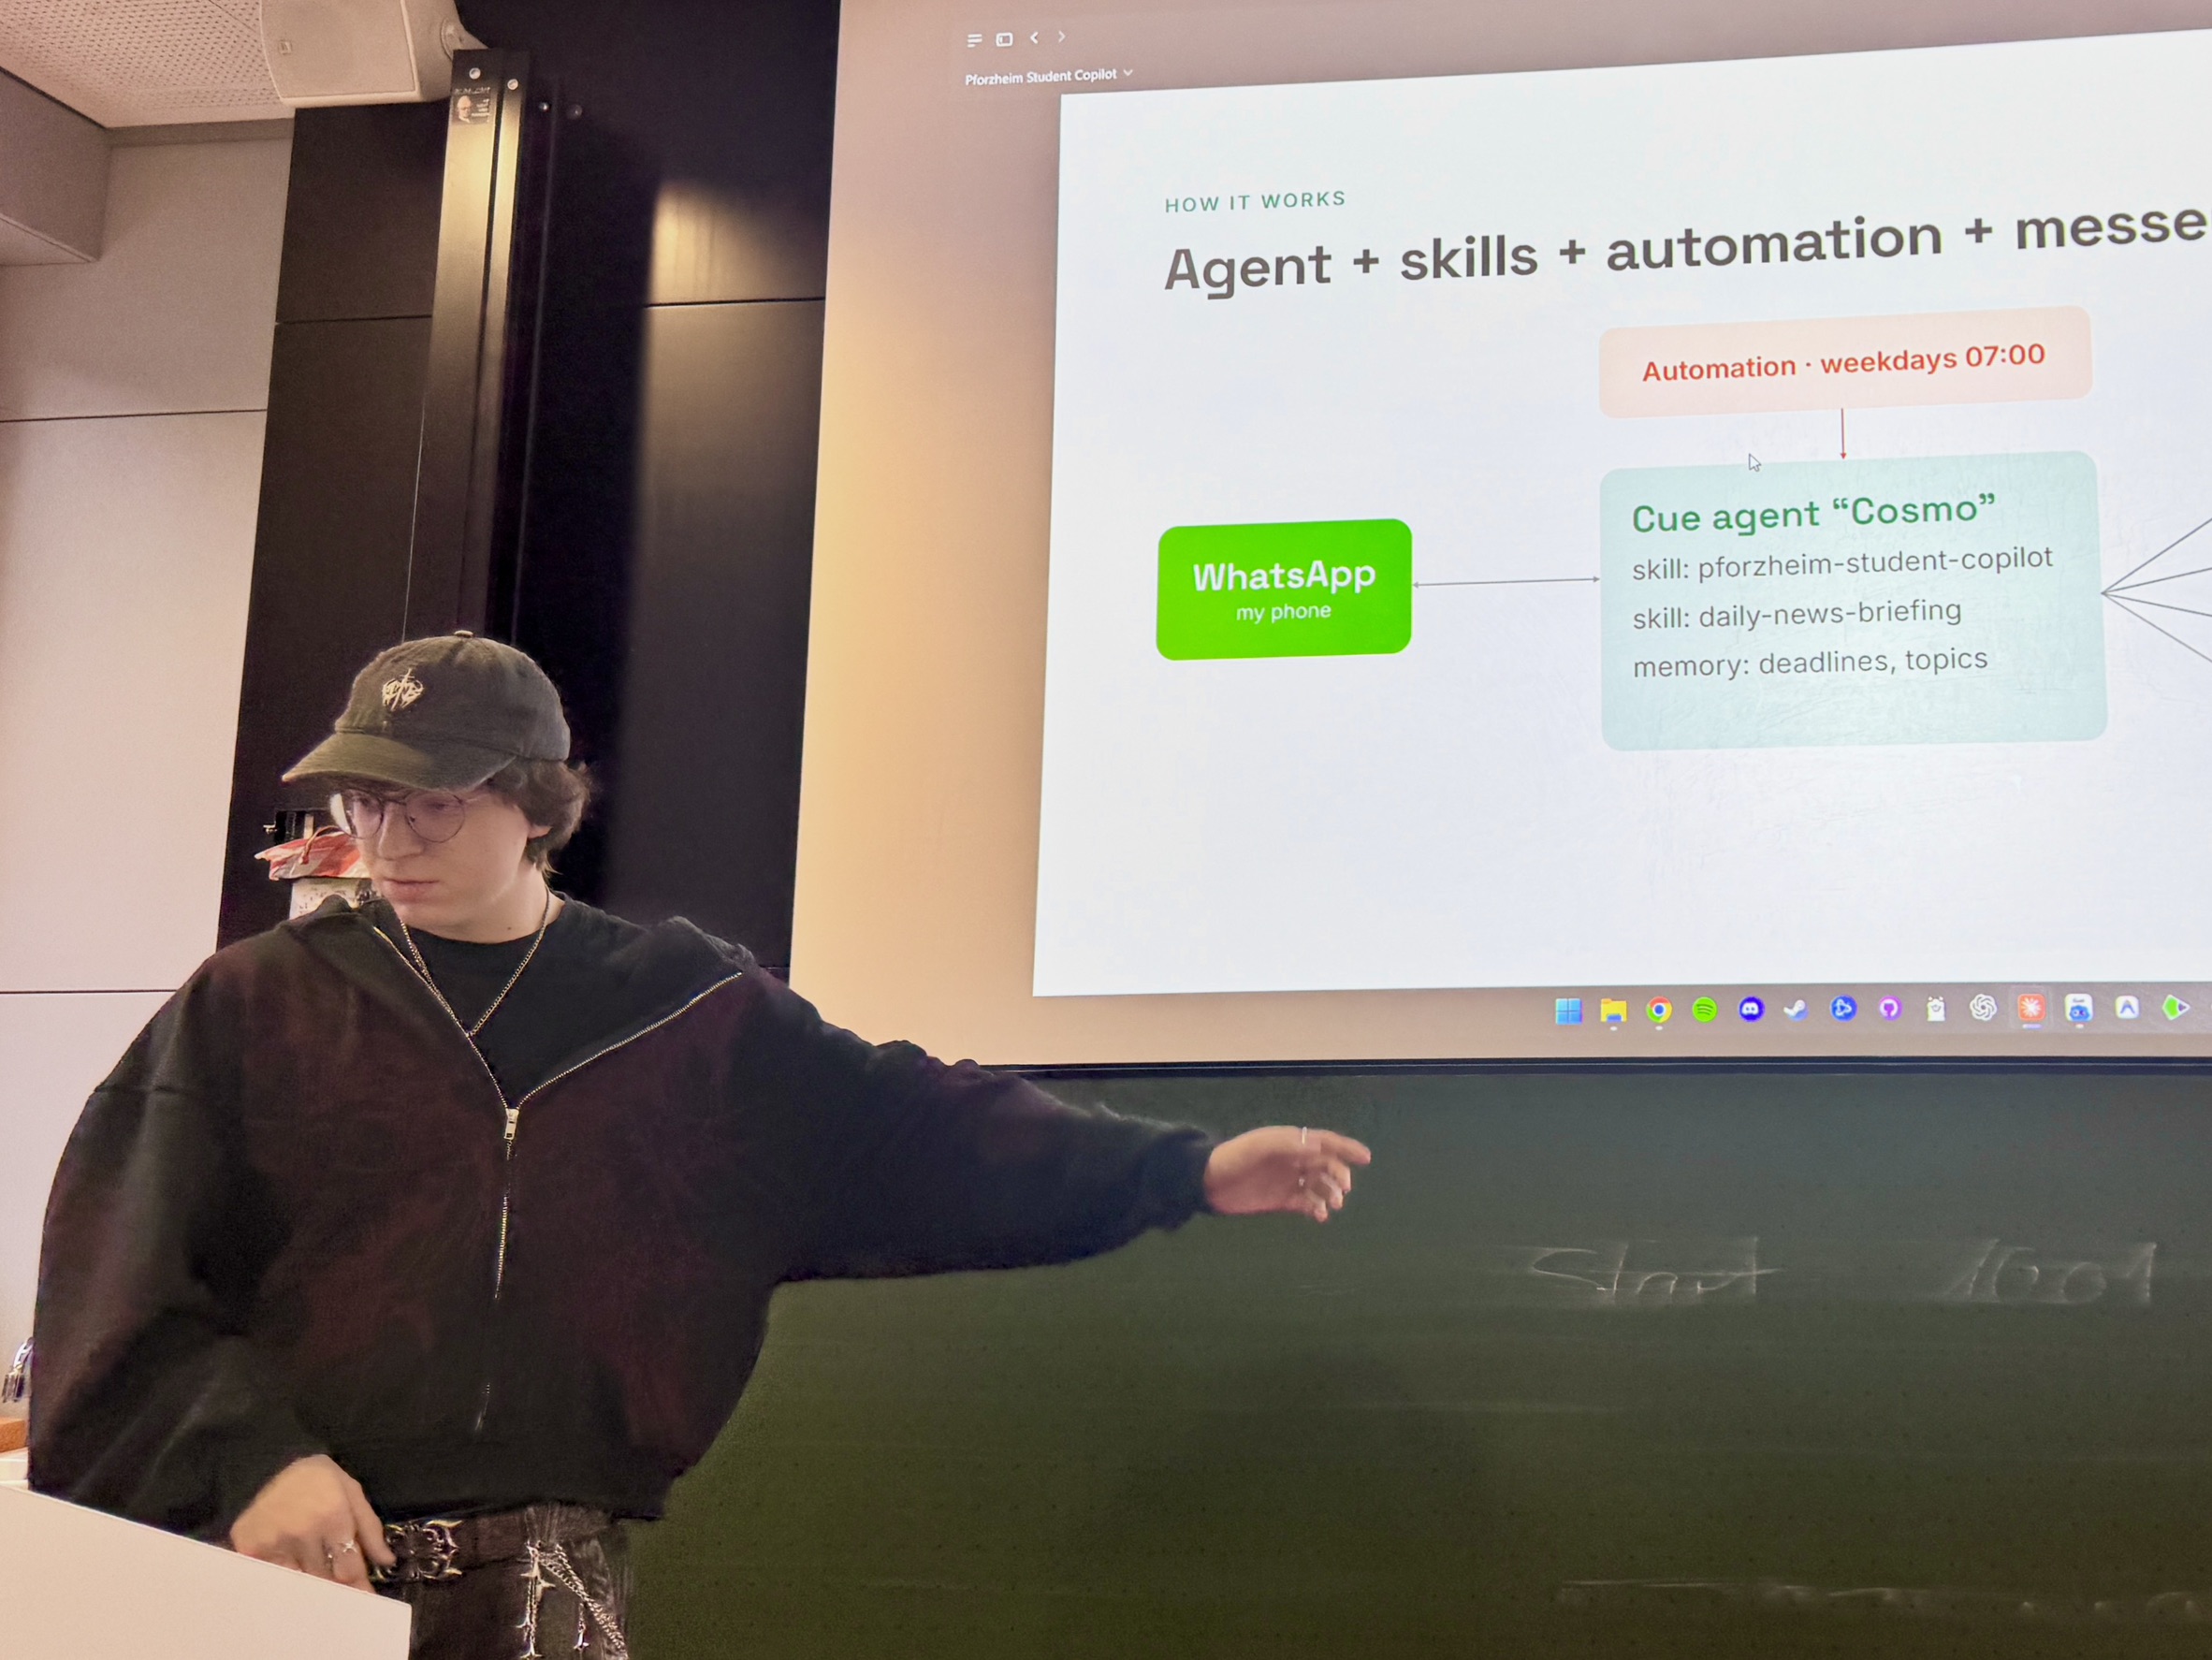 Pforzheim Student Copilot
HOW IT WORKS
Agent + skills + automation + messe
Automation · weekdays 07:00
WhatsApp
my phone
Cue agent “Cosmo”
skill: pforzheim-student-copilot
skill: daily-news-briefing
memory: deadlines, topics